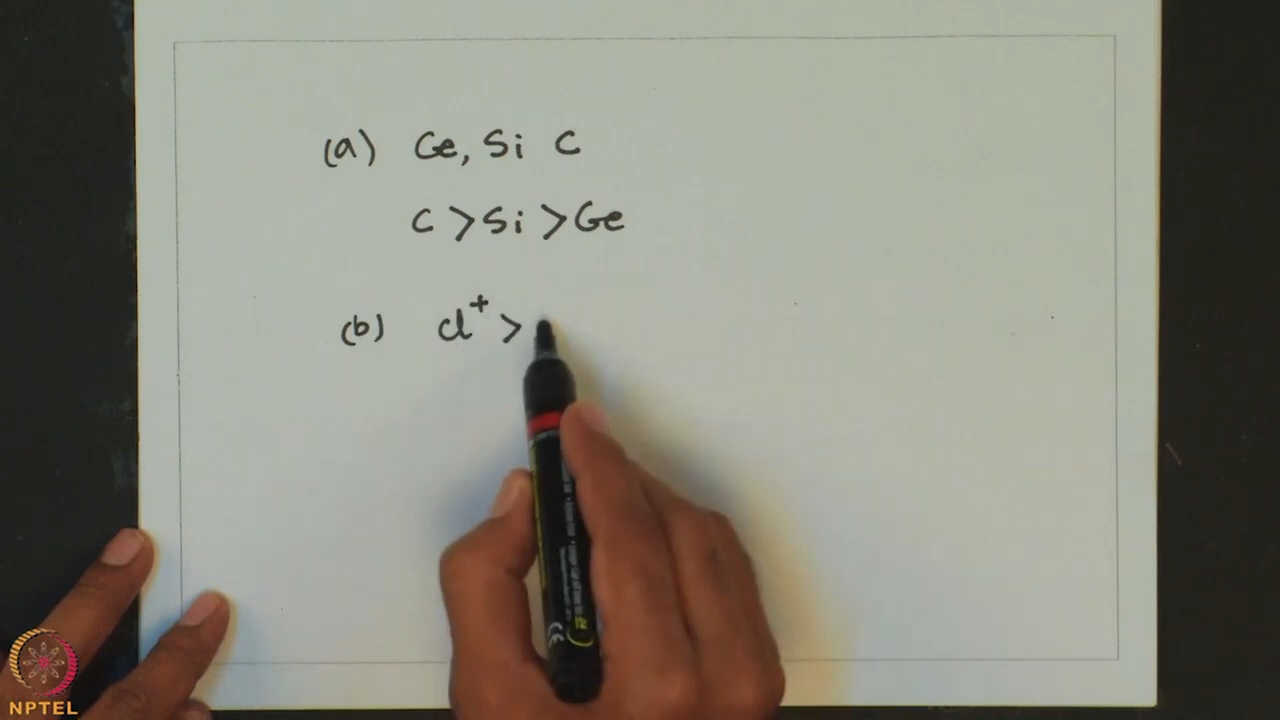 (a) Ge, Si C
C > Si > Ge
(b) Cl⁺ >
NPTEL